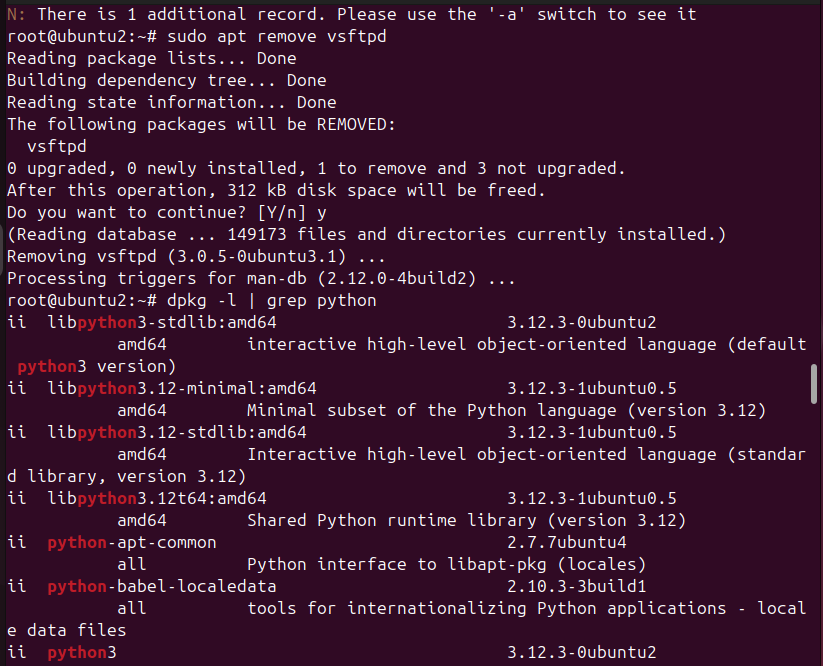 N: There is 1 additional record. Please use the '-a' switch to see it
root@ubuntu2:~# sudo apt remove vsftpd
Reading package lists... Done
Building dependency tree... Done
Reading state information... Done
The following packages will be REMOVED:
  vsftpd
0 upgraded, 0 newly installed, 1 to remove and 3 not upgraded.
After this operation, 312 kB disk space will be freed.
Do you want to continue? [Y/n] y
(Reading database ... 149173 files and directories currently installed.)
Removing vsftpd (3.0.5-0ubuntu3.1) ...
Processing triggers for man-db (2.12.0-4build2) ...
root@ubuntu2:~# dpkg -l | grep python
ii  libpython3-stdlib:amd64                       3.12.3-0ubuntu2
           amd64        interactive high-level object-oriented language (default
 python3 version)
ii  libpython3.12-minimal:amd64                   3.12.3-1ubuntu0.5
           amd64        Minimal subset of the Python language (version 3.12)
ii  libpython3.12-stdlib:amd64                    3.12.3-1ubuntu0.5
           amd64        Interactive high-level object-oriented language (standar
d library, version 3.12)
ii  libpython3.12t64:amd64                        3.12.3-1ubuntu0.5
           amd64        Shared Python runtime library (version 3.12)
ii  python-apt-common                             2.7.7ubuntu4
           all          Python interface to libapt-pkg (locales)
ii  python-babel-localedata                       2.10.3-3build1
           all          tools for internationalizing Python applications - local
e data files
ii  python3                                       3.12.3-0ubuntu2